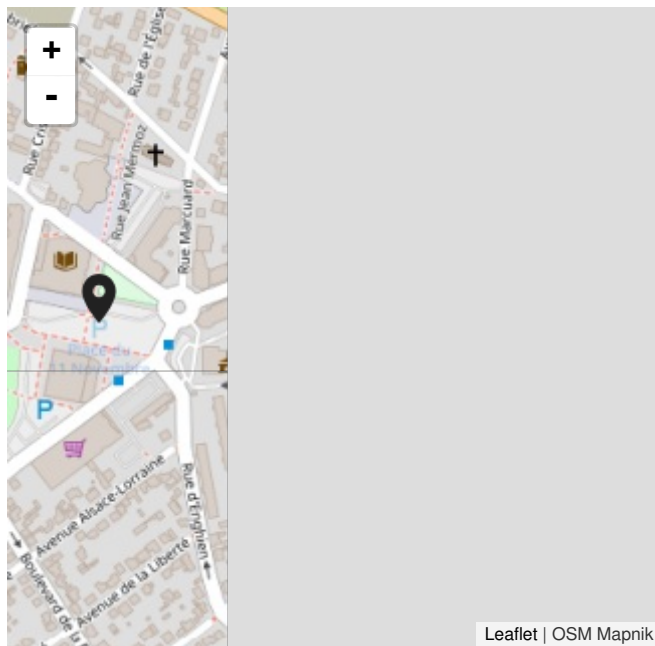 +
-
Rue de l'Église
Rue Jean Mermoz
Rue Marcuard
P
Place du
11 Novembre
P
Avenue Alsace-Lorraine
Rue d'Enghien
Avenue de la Liberté
Boulevard de la
Leaflet | OSM Mapnik